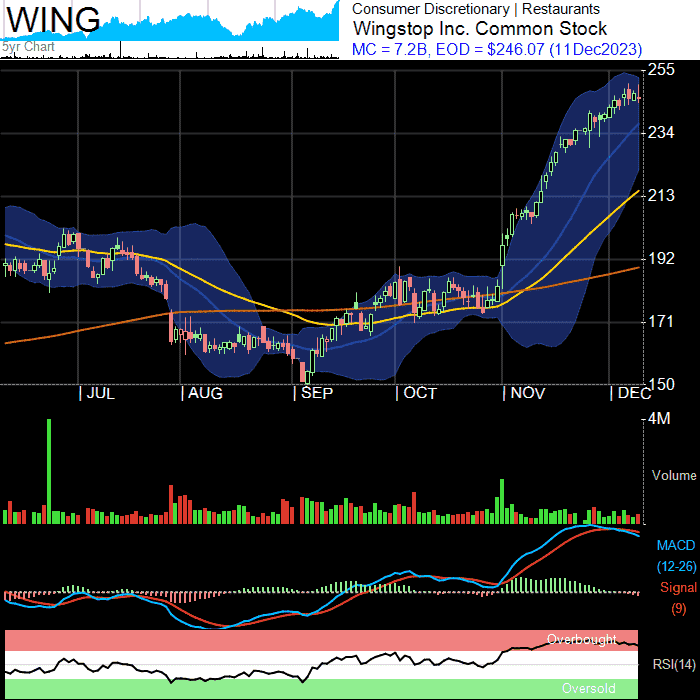 WING
5yr Chart
Consumer Discretionary | Restaurants
Wingstop Inc. Common Stock
MC = 7.2B, EOD = $246.07 (11Dec2023)
255
234
213
192
171
150
JUL AUG SEP OCT NOV DEC
4M
Volume
MACD
(12-26)
Signal
(9)
Overbought
RSI(14)
Oversold